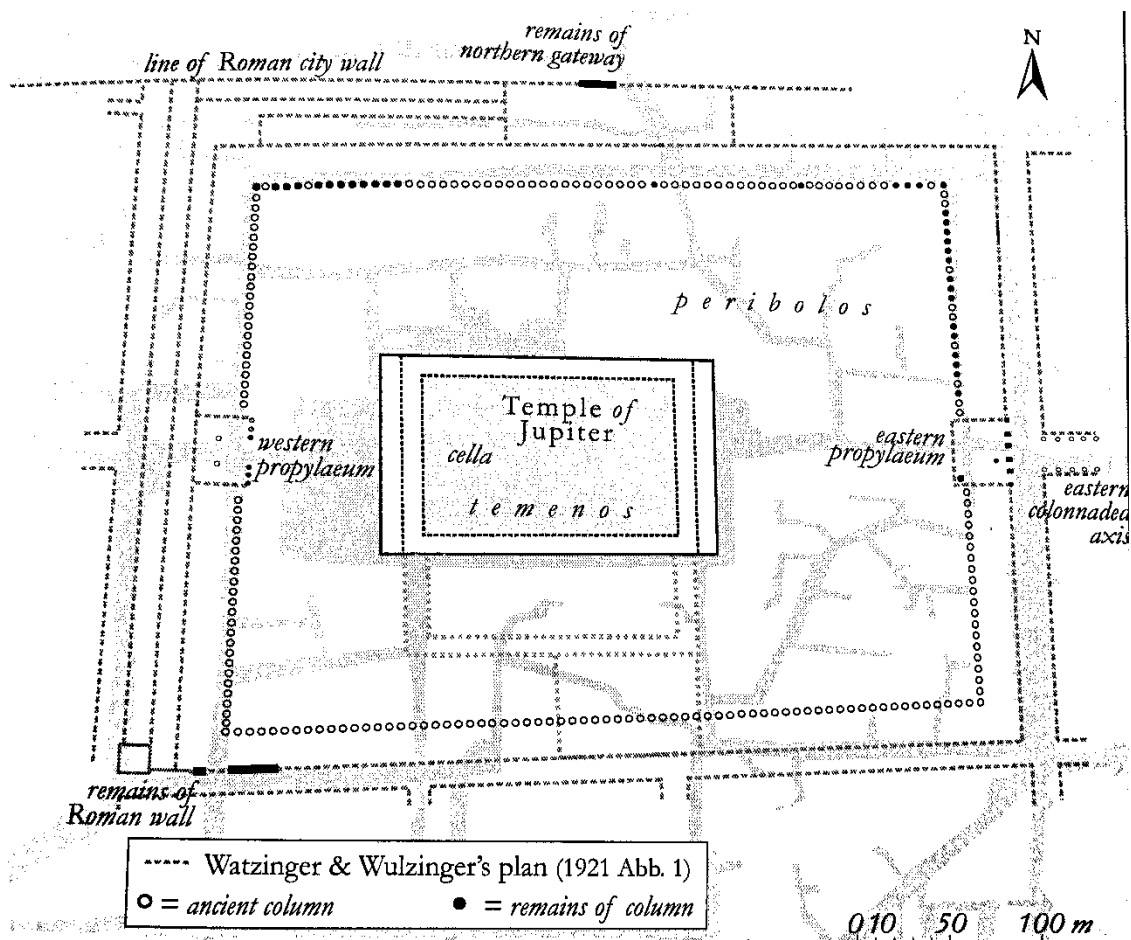 remains of
northern gateway
line of Roman city wall
N
peribolos
Temple of
Jupiter
cella
temenos
western
propylaeum
eastern
propylaeum
eastern
colonnaded
axis
remains of
Roman wall
Watzinger & Wulzinger's plan (1921 Abb. 1)
= ancient column
= remains of column
0 10 50 100 m